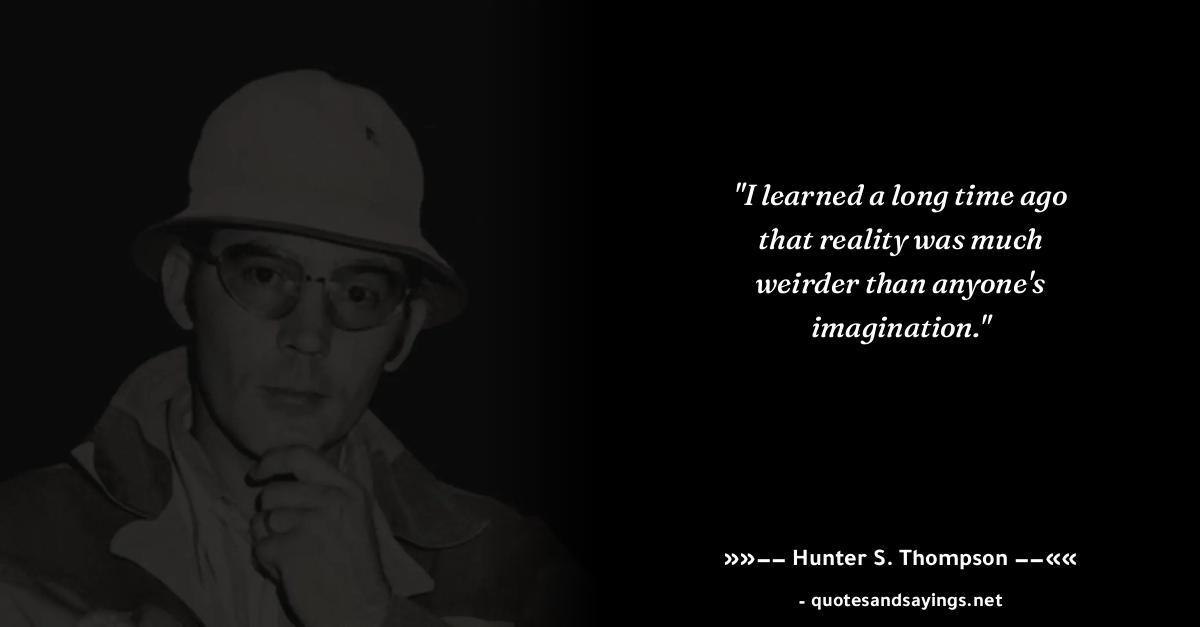 "I learned a long time ago
that reality was much
weirder than anyone's
imagination."
»»–– Hunter S. Thompson ––««
- quotesandsayings.net